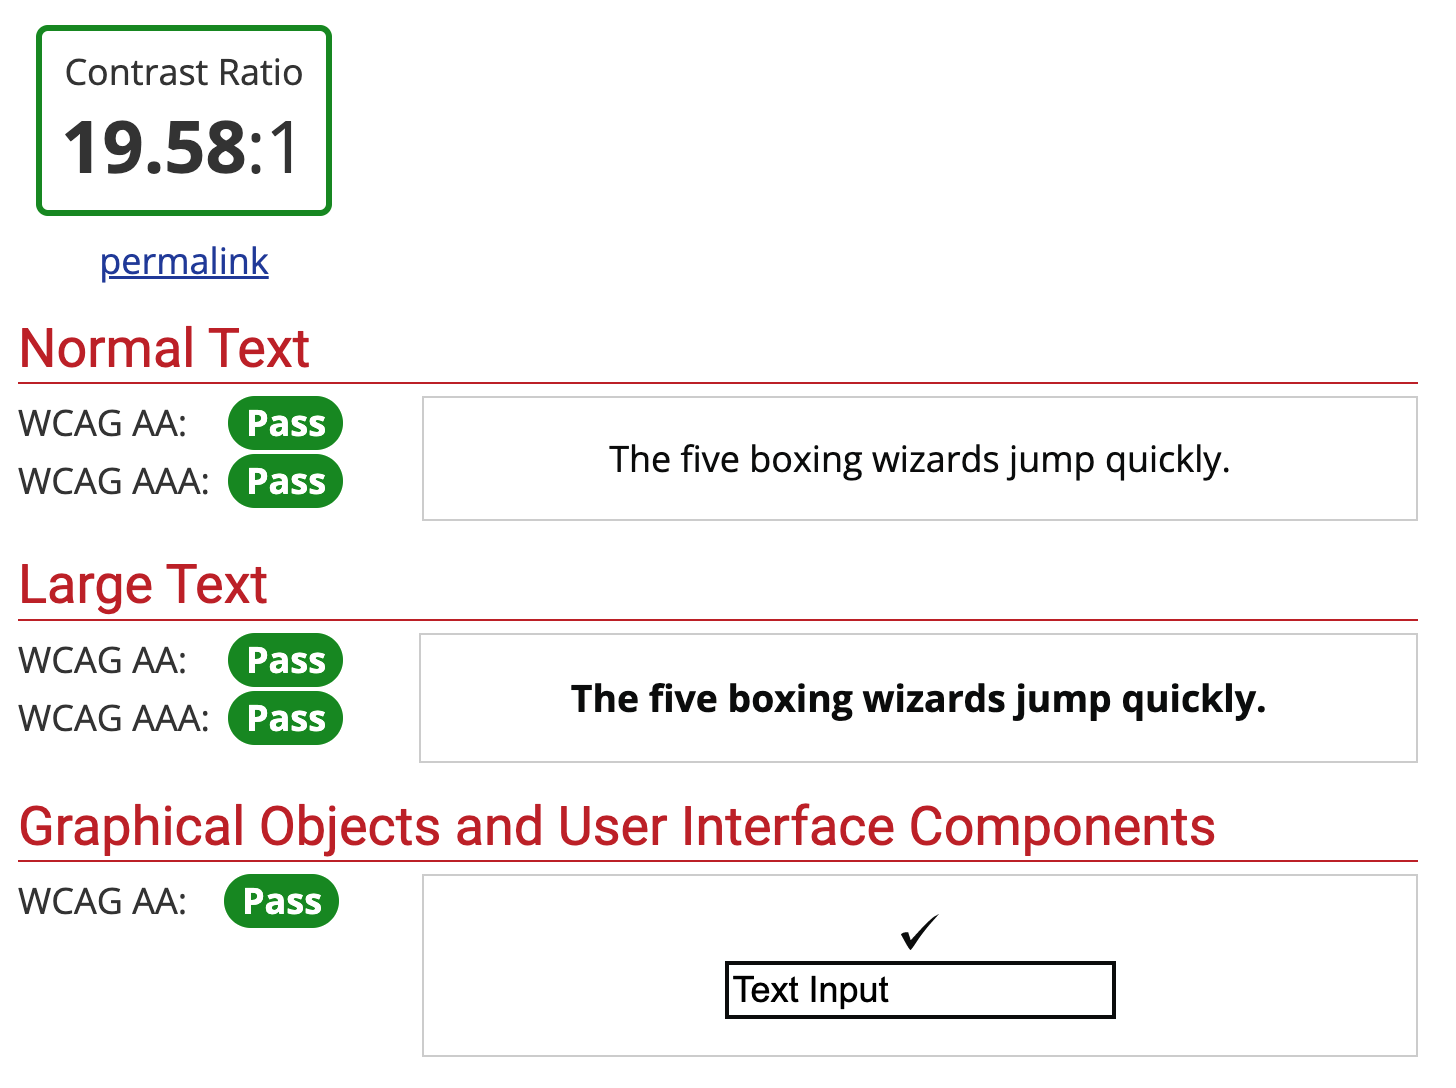 Contrast Ratio
19.58:1
permalink
Normal Text
WCAG AA: Pass
WCAG AAA: Pass
The five boxing wizards jump quickly.
Large Text
WCAG AA: Pass
WCAG AAA: Pass
The five boxing wizards jump quickly.
Graphical Objects and User Interface Components
WCAG AA: Pass
✓
Text Input